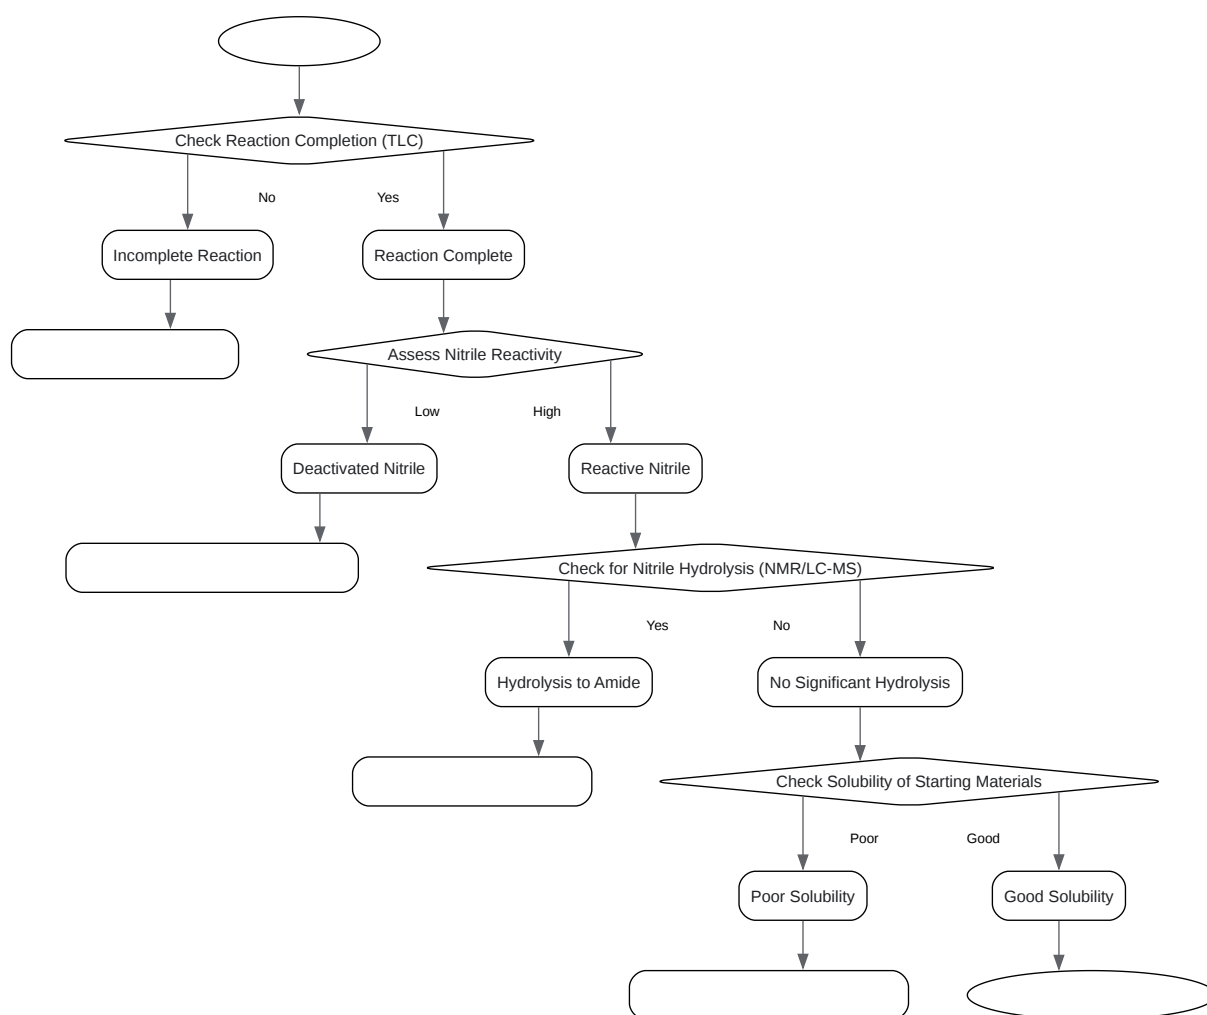 Check Reaction Completion (TLC)
No
Yes
Incomplete Reaction
Reaction Complete
Assess Nitrile Reactivity
Low
High
Deactivated Nitrile
Reactive Nitrile
Check for Nitrile Hydrolysis (NMR/LC-MS)
Yes
No
Hydrolysis to Amide
No Significant Hydrolysis
Check Solubility of Starting Materials
Poor
Good
Poor Solubility
Good Solubility